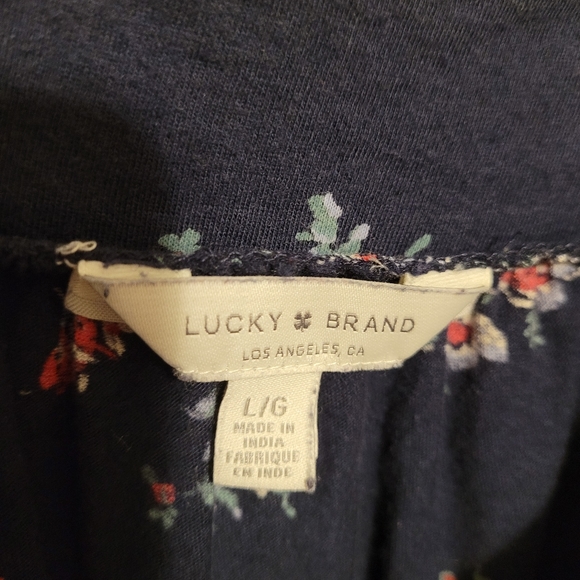 LUCKY BRAND
LOS ANGELES, CA
L/G
MADE IN
INDIA
FABRIQUE
EN INDE